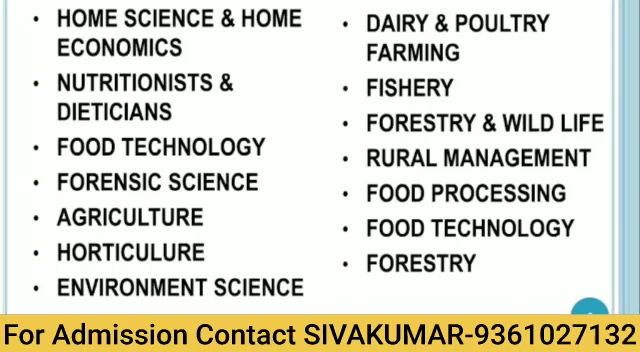 • HOME SCIENCE & HOME
ECONOMICS
• NUTRITIONISTS &
DIETICIANS
• FOOD TECHNOLOGY
• FORENSIC SCIENCE
• AGRICULTURE
• HORTICULURE
• ENVIRONMENT SCIENCE
• DAIRY & POULTRY
FARMING
• FISHERY
• FORESTRY & WILD LIFE
• RURAL MANAGEMENT
• FOOD PROCESSING
• FOOD TECHNOLOGY
• FORESTRY
For Admission Contact SIVAKUMAR-9361027132